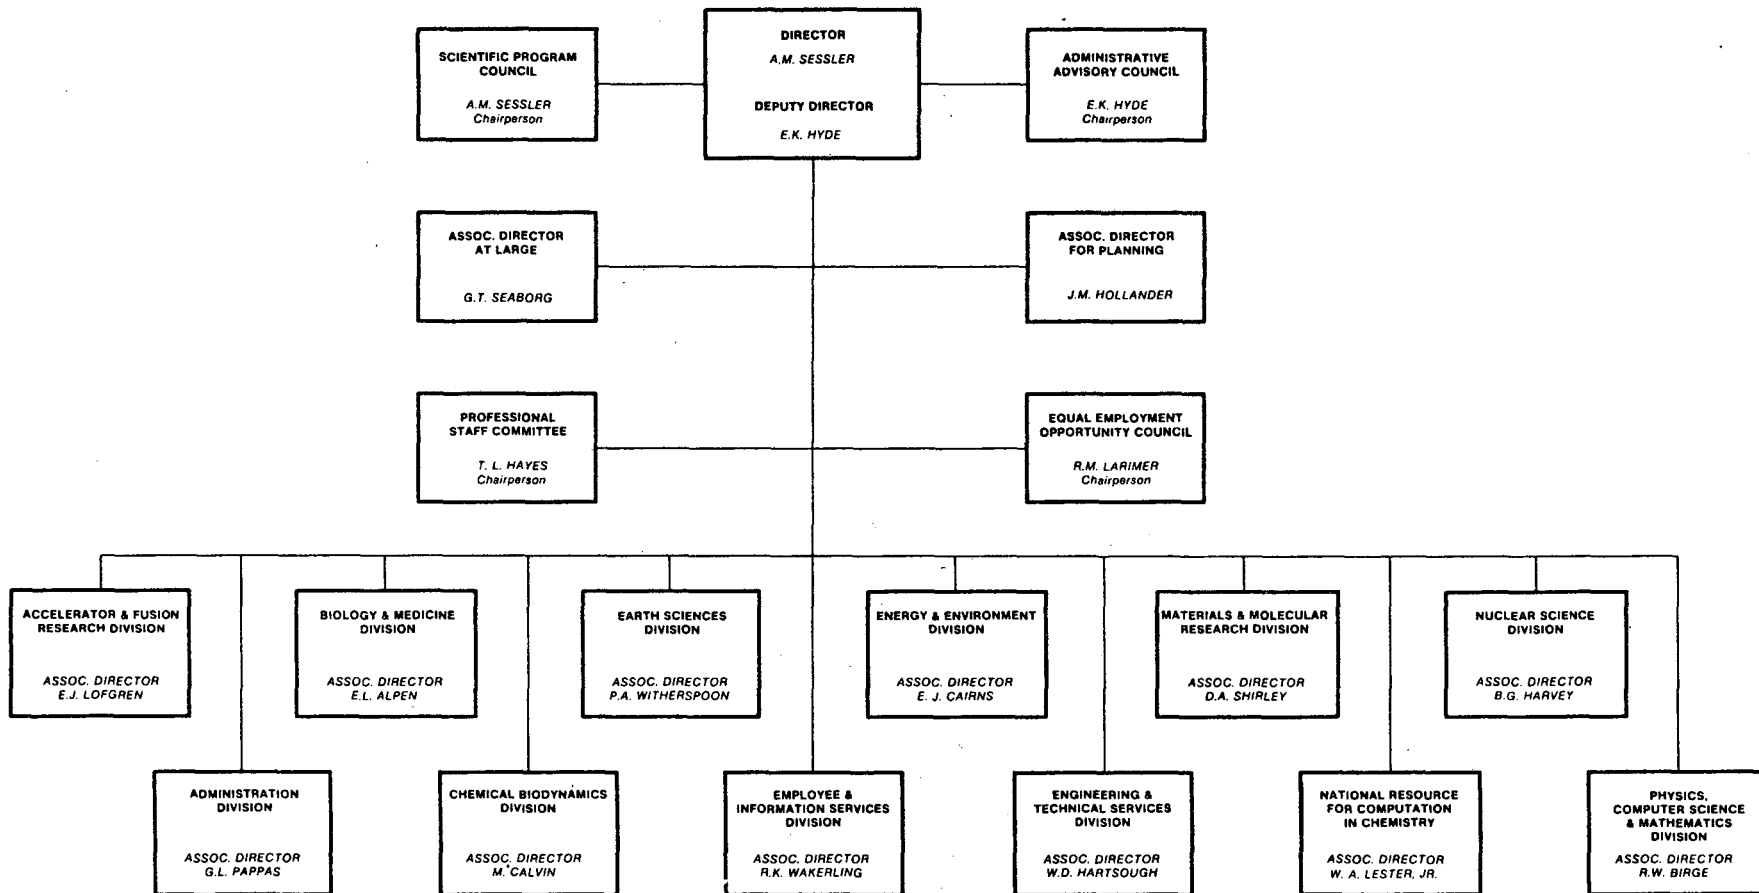 DIRECTOR
A.M. SESSLER
DEPUTY DIRECTOR
E.K. HYDE
SCIENTIFIC PROGRAM
COUNCIL
A.M. SESSLER
Chairperson
ADMINISTRATIVE
ADVISORY COUNCIL
E.K. HYDE
Chairperson
ASSOC. DIRECTOR
AT LARGE
G.T. SEABORG
ASSOC. DIRECTOR
FOR PLANNING
J.M. HOLLANDER
PROFESSIONAL
STAFF COMMITTEE
T. L. HAYES
Chairperson
EQUAL EMPLOYMENT
OPPORTUNITY COUNCIL
R.M. LARIMER
Chairperson
ACCELERATOR & FUSION
RESEARCH DIVISION
ASSOC. DIRECTOR
E.J. LOFGREN
BIOLOGY & MEDICINE
DIVISION
ASSOC. DIRECTOR
E.L. ALPEN
EARTH SCIENCES
DIVISION
ASSOC. DIRECTOR
P.A. WITHERSPOON
ENERGY & ENVIRONMENT
DIVISION
ASSOC. DIRECTOR
E. J. CAIRNS
MATERIALS & MOLECULAR
RESEARCH DIVISION
ASSOC. DIRECTOR
D.A. SHIRLEY
NUCLEAR SCIENCE
DIVISION
ASSOC. DIRECTOR
B.G. HARVEY
ADMINISTRATION
DIVISION
ASSOC. DIRECTOR
G.L. PAPPAS
CHEMICAL BIODYNAMICS
DIVISION
ASSOC. DIRECTOR
M. CALVIN
EMPLOYEE &
INFORMATION SERVICES
DIVISION
ASSOC. DIRECTOR
R.K. WAKERLING
ENGINEERING &
TECHNICAL SERVICES
DIVISION
ASSOC. DIRECTOR
W.D. HARTSOUGH
NATIONAL RESOURCE
FOR COMPUTATION
IN CHEMISTRY
ASSOC. DIRECTOR
W. A. LESTER, JR.
PHYSICS,
COMPUTER SCIENCE
& MATHEMATICS
DIVISION
ASSOC. DIRECTOR
R.W. BIRGE